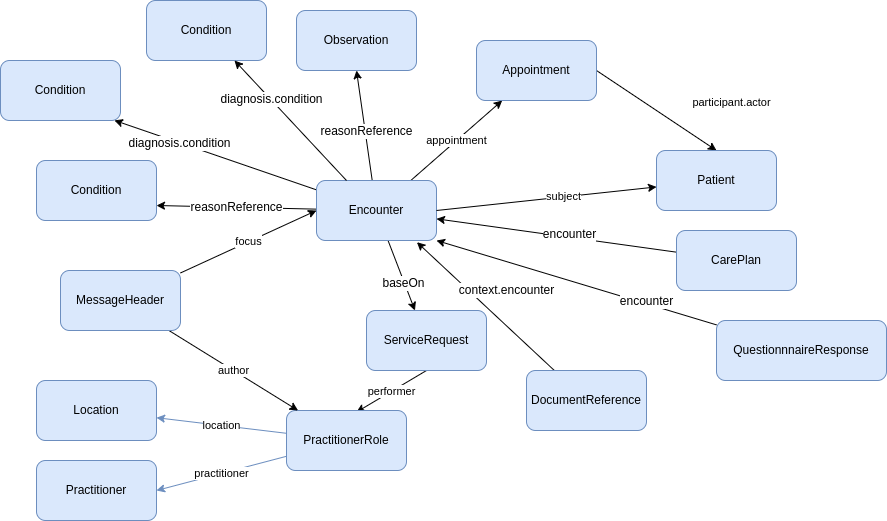 Condition
Observation
Appointment
Condition
diagnosis.condition
participant.actor
reasonReference
appointment
diagnosis.condition
Condition
Patient
subject
reasonReference
Encounter
encounter
focus
CarePlan
baseOn
context.encounter
encounter
MessageHeader
ServiceRequest
QuestionnnaireResponse
author
performer
DocumentReference
Location
location
PractitionerRole
practitioner
Practitioner